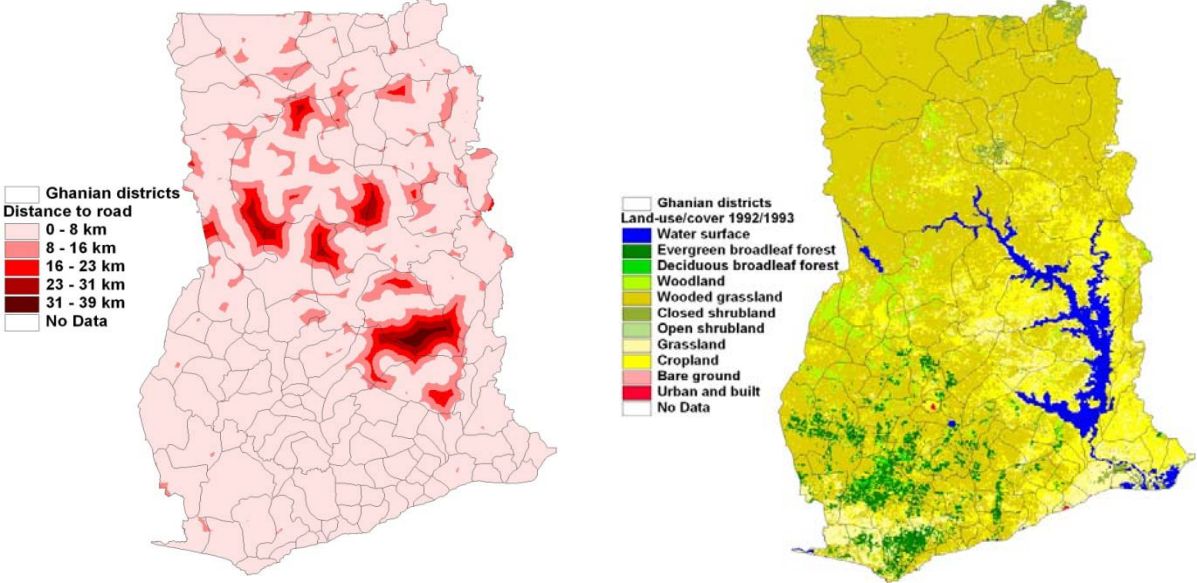 Ghanian districts
Distance to road
0 - 8 km
8 - 16 km
16 - 23 km
23 - 31 km
31 - 39 km
No Data
Ghanian districts
Land-use/cover 1992/1993
Water surface
Evergreen broadleaf forest
Deciduous broadleaf forest
Woodland
Wooded grassland
Closed shrubland
Open shrubland
Grassland
Cropland
Bare ground
Urban and built
No Data